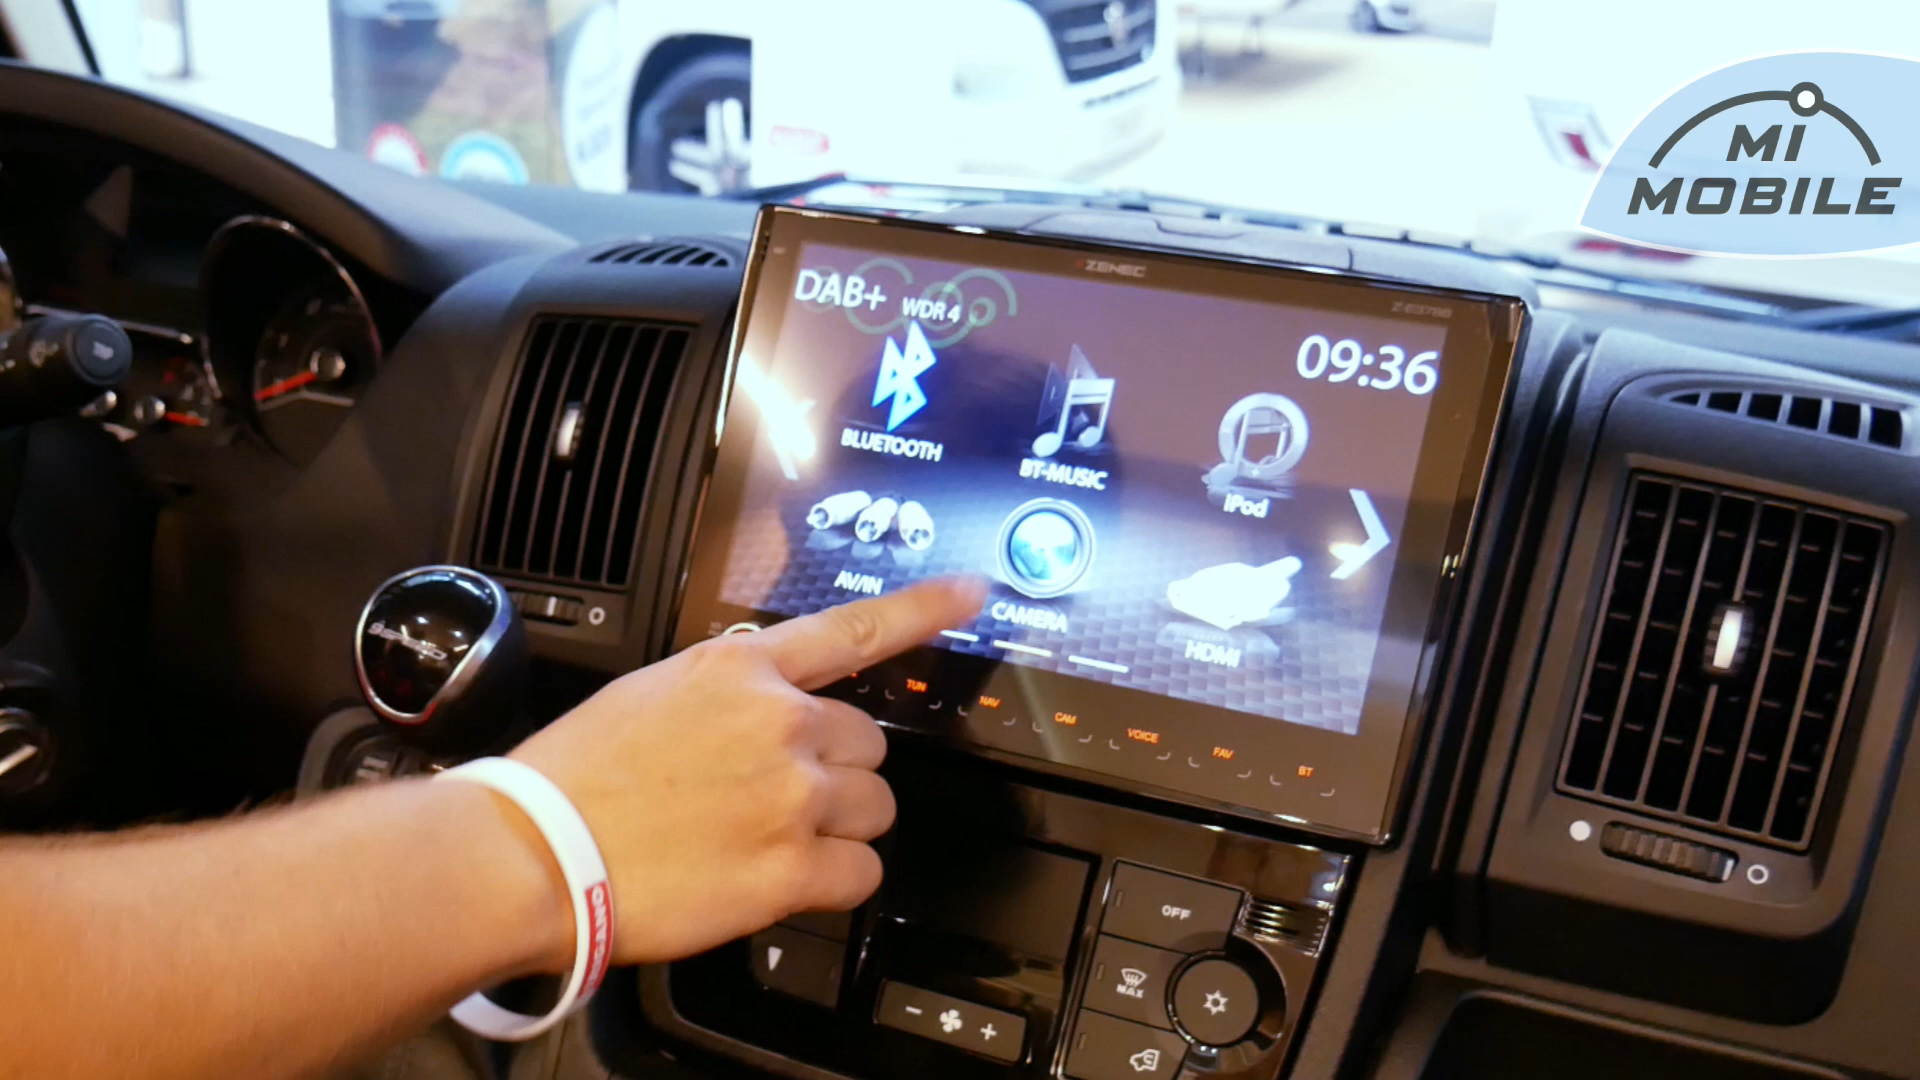 MI
MOBILE
ZENEC
Z-E3766
DAB+ WDR 4
09:36
BLUETOOTH
BT-MUSIC
iPod
AV/IN
CAMERA
HDMI
TUN
NAV
CAM
VOICE
FAV
BT
OFF
MAX
- +